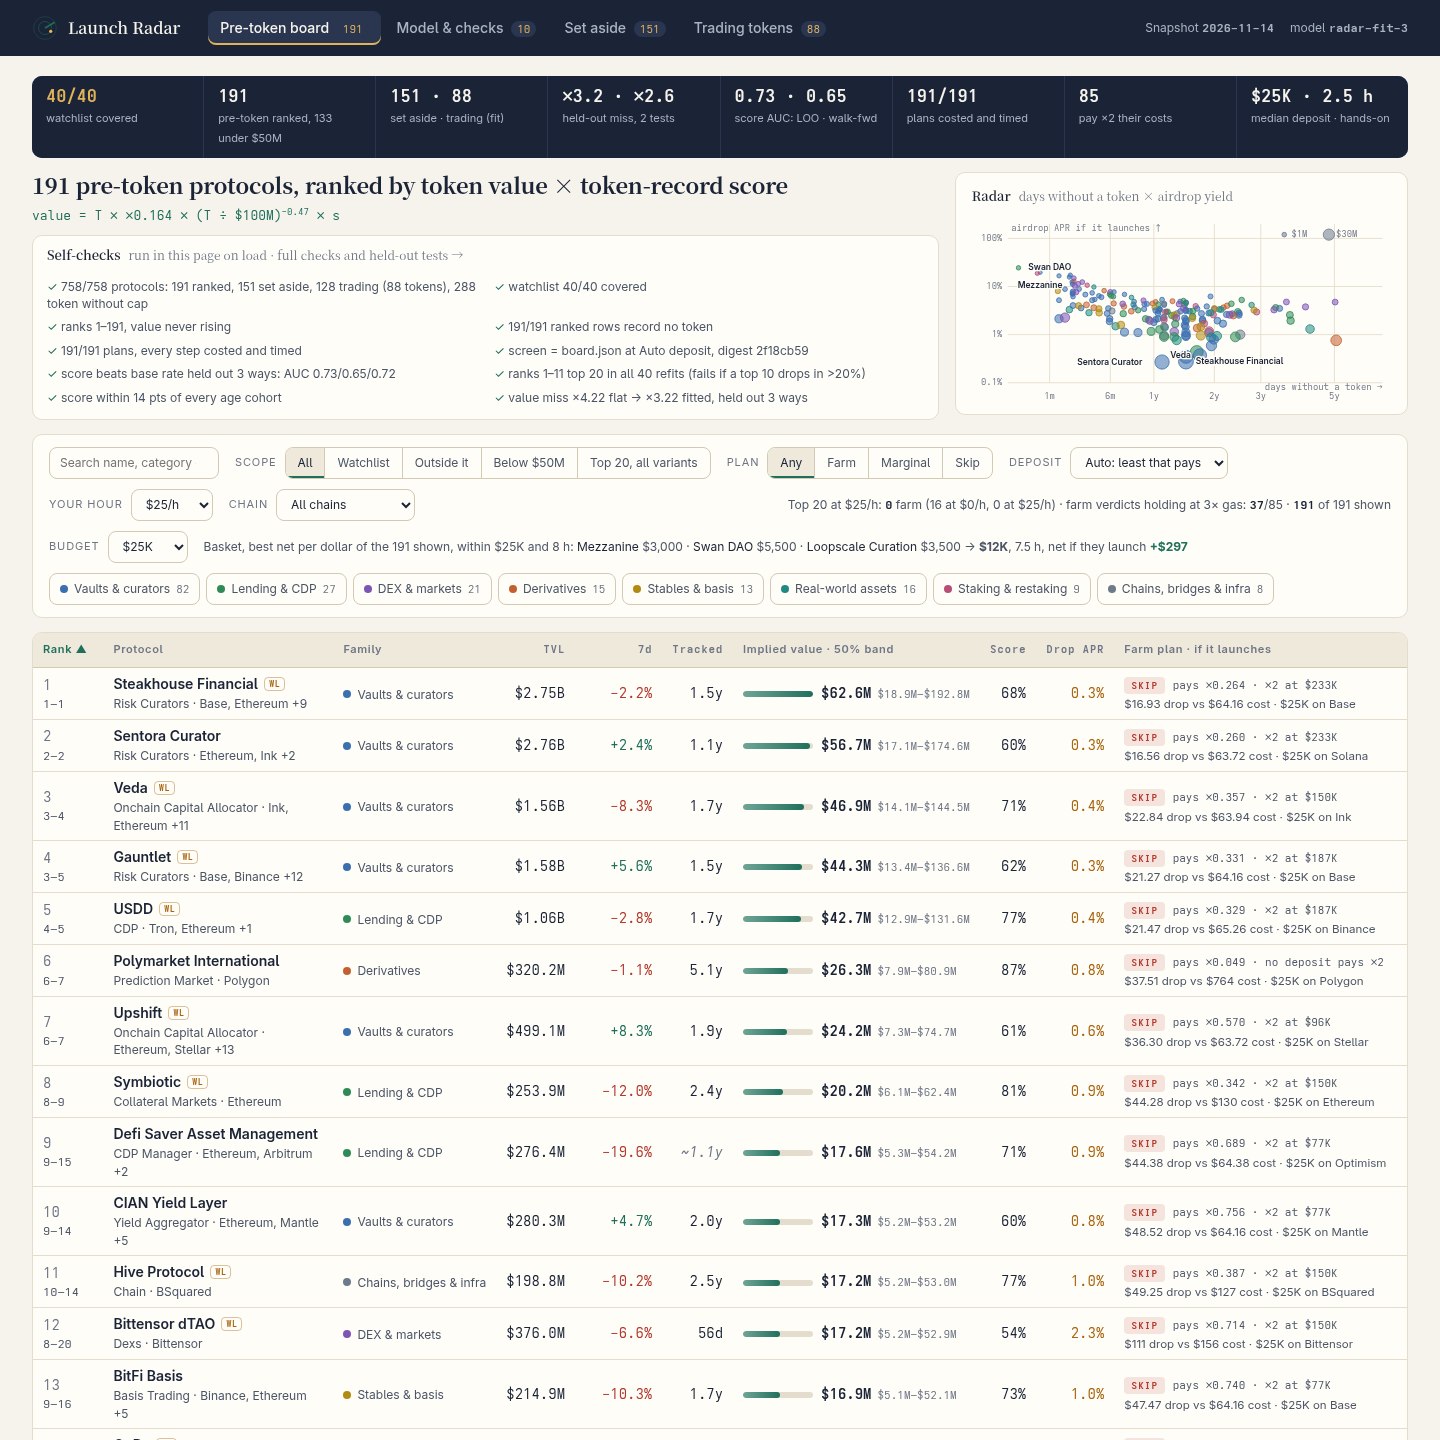 Launch Radar
Pre-token board 191
Model & checks 10
Set aside 151
Trading tokens 88
Snapshot 2026-11-14 model radar-fit-3
40/40
watchlist covered
191
pre-token ranked, 133
under $50M
151 · 88
set aside · trading (fit)
×3.2 · ×2.6
held-out miss, 2 tests
0.73 · 0.65
score AUC: LOO · walk-fwd
191/191
plans costed and timed
85
pay ×2 their costs
$25K · 2.5 h
median deposit · hands-on
191 pre-token protocols, ranked by token value × token-record score
value = T × ×0.164 × (T ÷ $100M)−0.47 × s
Self-checks run in this page on load · full checks and held-out tests →
✓ 758/758 protocols: 191 ranked, 151 set aside, 128 trading (88 tokens), 288
token without cap
✓ watchlist 40/40 covered
✓ ranks 1–191, value never rising
✓ 191/191 ranked rows record no token
✓ 191/191 plans, every step costed and timed
✓ screen = board.json at Auto deposit, digest 2f18cb59
✓ score beats base rate held out 3 ways: AUC 0.73/0.65/0.72
✓ ranks 1–11 top 20 in all 40 refits (fails if a top 10 drops in >20%)
✓ score within 14 pts of every age cohort
✓ value miss ×4.22 flat → ×3.22 fitted, held out 3 ways
Radar days without a token × airdrop yield
airdrop APR if it launches ↑
$1M $30M
100%
Swan DAO
10%
Mezzanine
1%
Sentora Curator Veda Steakhouse Financial
0.1%
days without a token →
1m 6m 1y 2y 3y 5y
Search name, category
SCOPE All Watchlist Outside it Below $50M Top 20, all variants
PLAN Any Farm Marginal Skip
DEPOSIT Auto: least that pays
YOUR HOUR $25/h CHAIN All chains
Top 20 at $25/h: 0 farm (16 at $0/h, 0 at $25/h) · farm verdicts holding at 3× gas: 37/85 · 191 of 191 shown
BUDGET $25K Basket, best net per dollar of the 191 shown, within $25K and 8 h: Mezzanine $3,000 · Swan DAO $5,500 · Loopscale Curation $3,500 → $12K, 7.5 h, net if they launch +$297
Vaults & curators 82
Lending & CDP 27
DEX & markets 21
Derivatives 15
Stables & basis 13
Real-world assets 16
Staking & restaking 9
Chains, bridges & infra 8
Rank ▲ Protocol Family TVL 7d Tracked Implied value · 50% band Score Drop APR Farm plan · if it launches
1 Steakhouse Financial WL Vaults & curators $2.75B −2.2% 1.5y $62.6M $18.9M–$192.8M 68% 0.3% SKIP pays ×0.264 · ×2 at $233K
1–1 Risk Curators · Base, Ethereum +9 $16.93 drop vs $64.16 cost · $25K on Base
2 Sentora Curator Vaults & curators $2.76B +2.4% 1.1y $56.7M $17.1M–$174.6M 60% 0.3% SKIP pays ×0.260 · ×2 at $233K
2–2 Risk Curators · Ethereum, Ink +2 $16.56 drop vs $63.72 cost · $25K on Solana
3 Veda WL Vaults & curators $1.56B −8.3% 1.7y $46.9M $14.1M–$144.5M 71% 0.4% SKIP pays ×0.357 · ×2 at $150K
3–4 Onchain Capital Allocator · Ink, $22.84 drop vs $63.94 cost · $25K on Ink
Ethereum +11
4 Gauntlet WL Vaults & curators $1.58B +5.6% 1.5y $44.3M $13.4M–$136.6M 62% 0.3% SKIP pays ×0.331 · ×2 at $187K
3–5 Risk Curators · Base, Binance +12 $21.27 drop vs $64.16 cost · $25K on Base
5 USDD WL Lending & CDP $1.06B −2.8% 1.7y $42.7M $12.9M–$131.6M 77% 0.4% SKIP pays ×0.329 · ×2 at $187K
4–5 CDP · Tron, Ethereum +1 $21.47 drop vs $65.26 cost · $25K on Binance
6 Polymarket International Derivatives $320.2M −1.1% 5.1y $26.3M $7.9M–$80.9M 87% 0.8% SKIP pays ×0.049 · no deposit pays ×2
6–7 Prediction Market · Polygon $37.51 drop vs $764 cost · $25K on Polygon
7 Upshift WL Vaults & curators $499.1M +8.3% 1.9y $24.2M $7.3M–$74.7M 61% 0.6% SKIP pays ×0.570 · ×2 at $96K
6–7 Onchain Capital Allocator · $36.30 drop vs $63.72 cost · $25K on Stellar
Ethereum, Stellar +13
8 Symbiotic WL Lending & CDP $253.9M −12.0% 2.4y $20.2M $6.1M–$62.4M 81% 0.9% SKIP pays ×0.342 · ×2 at $150K
8–9 Collateral Markets · Ethereum $44.28 drop vs $130 cost · $25K on Ethereum
9 Defi Saver Asset Management Lending & CDP $276.4M −19.6% ~1.1y $17.6M $5.3M–$54.2M 71% 0.9% SKIP pays ×0.689 · ×2 at $77K
9–15 CDP Manager · Ethereum, Arbitrum $44.38 drop vs $64.38 cost · $25K on Optimism
+2
10 CIAN Yield Layer Vaults & curators $280.3M +4.7% 2.0y $17.3M $5.2M–$53.2M 60% 0.8% SKIP pays ×0.756 · ×2 at $77K
9–14 Yield Aggregator · Ethereum, Mantle $48.52 drop vs $64.16 cost · $25K on Mantle
+5
11 Hive Protocol WL Chains, bridges & infra $198.8M −10.2% 2.5y $17.2M $5.2M–$53.0M 77% 1.0% SKIP pays ×0.387 · ×2 at $150K
10–14 Chain · BSquared $49.25 drop vs $127 cost · $25K on BSquared
12 Bittensor dTAO WL DEX & markets $376.0M −6.6% 56d $17.2M $5.2M–$52.9M 54% 2.3% SKIP pays ×0.714 · ×2 at $150K
8–20 Dexs · Bittensor $111 drop vs $156 cost · $25K on Bittensor
13 BitFi Basis Stables & basis $214.9M −10.3% 1.7y $16.9M $5.1M–$52.1M 73% 1.0% SKIP pays ×0.740 · ×2 at $77K
9–16 Basis Trading · Binance, Ethereum $47.47 drop vs $64.16 cost · $25K on Base
+5